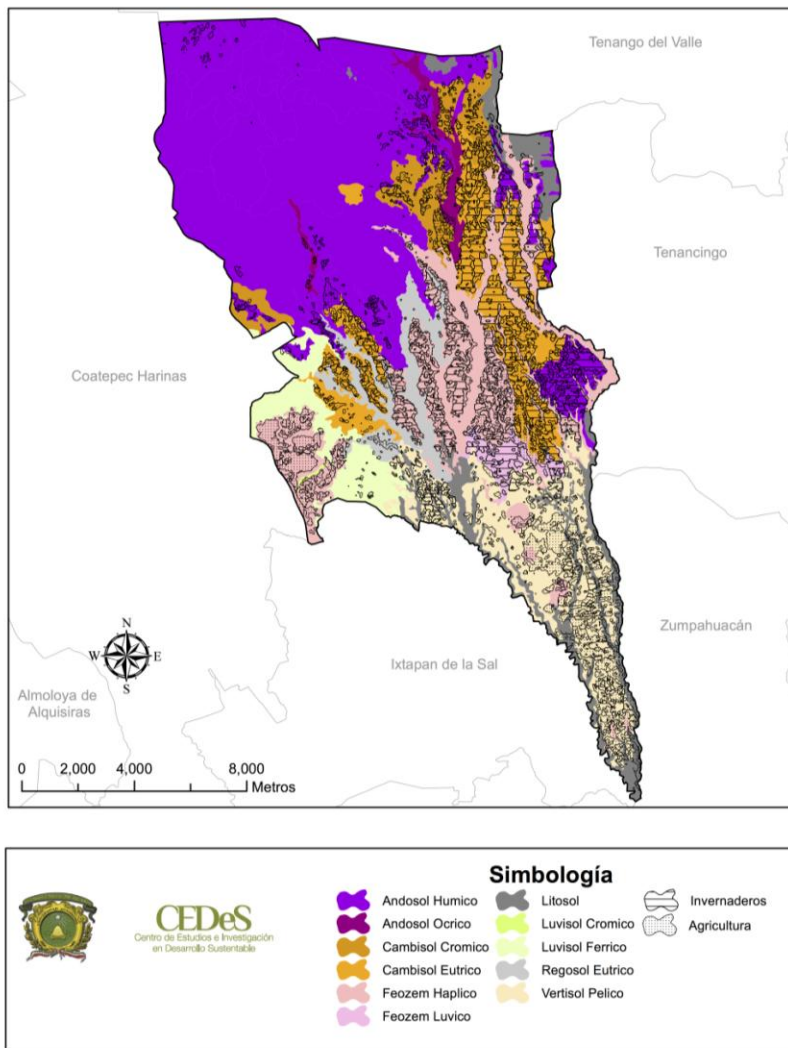 Tenango del Valle
Tenancingo
Coatepec Harinas
Zumpahuacán
Ixtapan de la Sal
Almoloya de
Alquisiras
N
W E
S
0 2,000 4,000 8,000
Metros
Simbología
CEDeS
Centro de Estudios e Investigación
en Desarrollo Sustentable
Andosol Humico
Andosol Ocrico
Cambisol Cromico
Cambisol Eutrico
Feozem Haplico
Feozem Luvico
Litosol
Luvisol Cromico
Luvisol Ferrico
Regosol Eutrico
Vertisol Pelico
Invernaderos
Agricultura